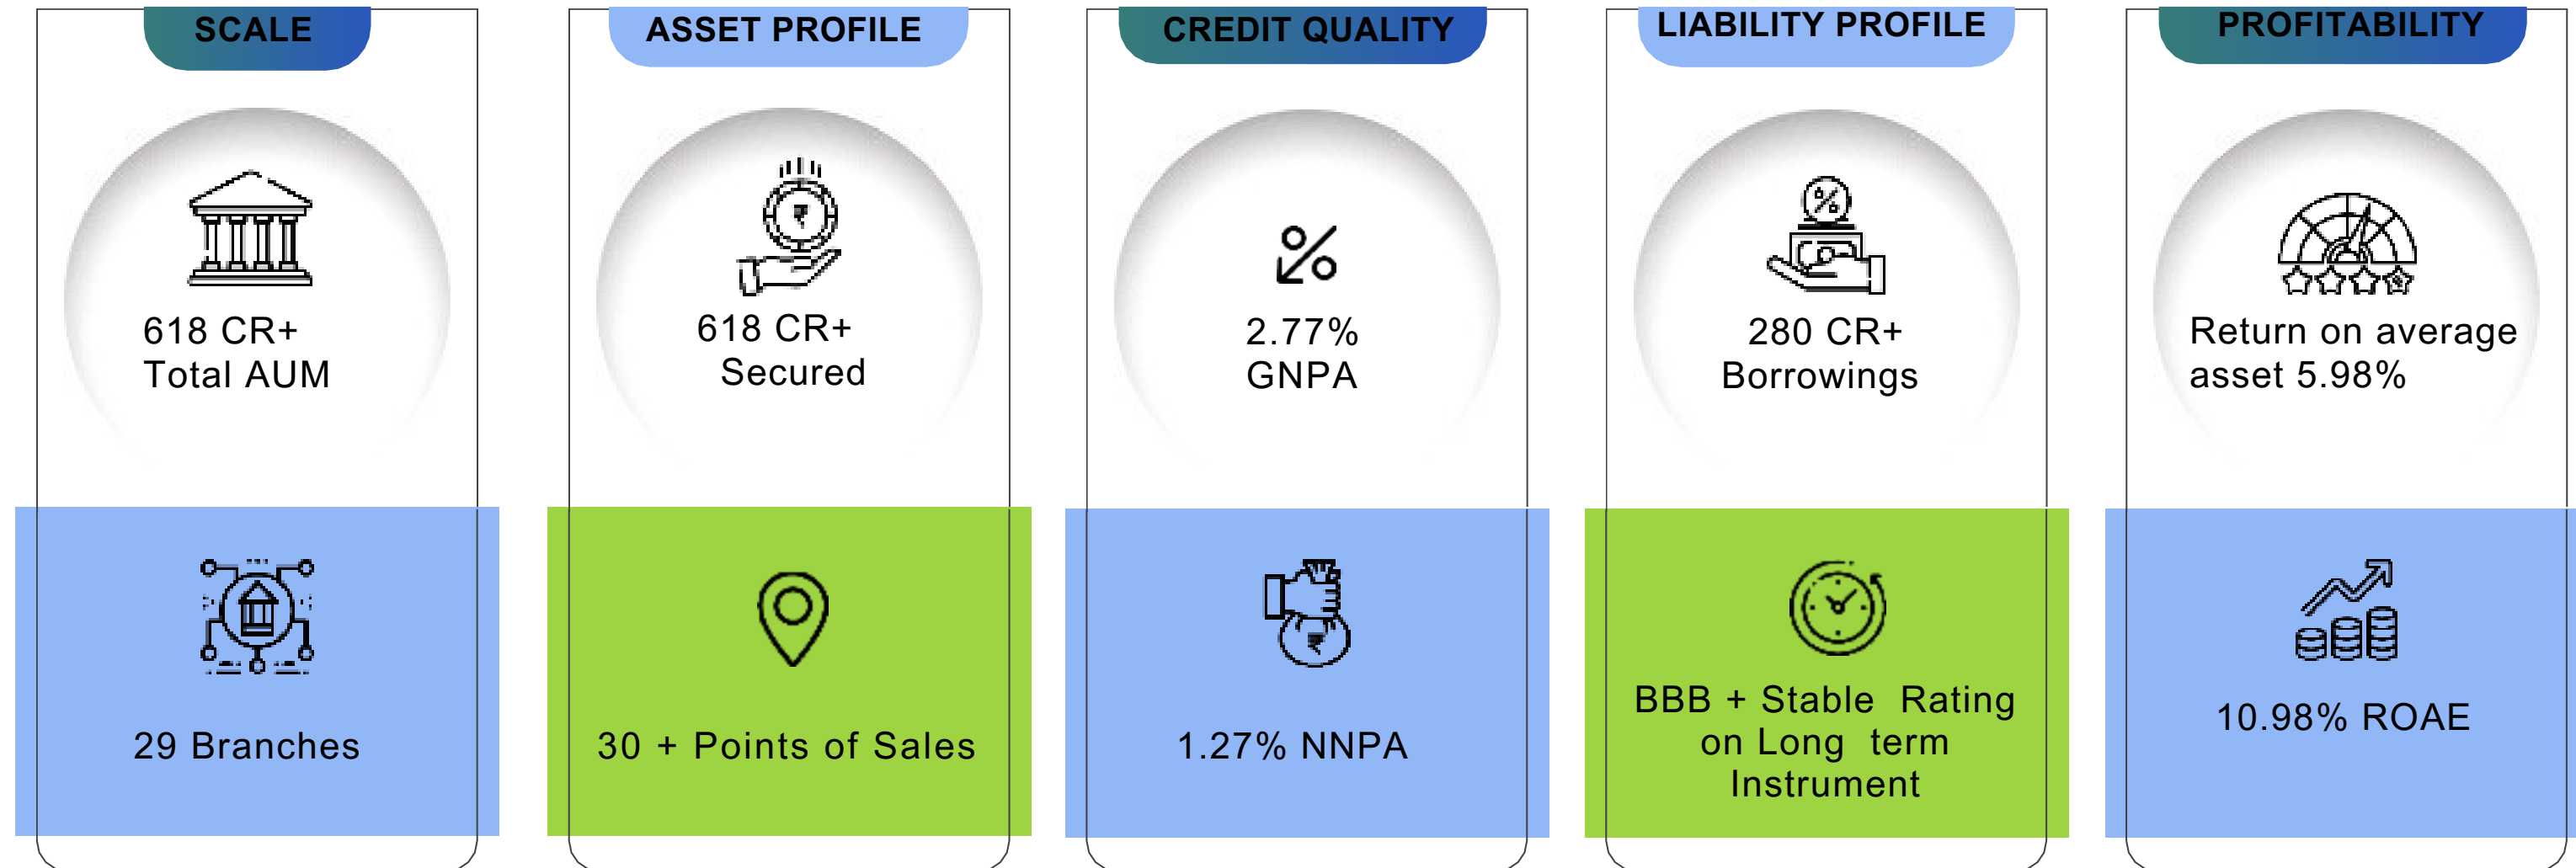 SCALE
618 CR+
Total AUM
29 Branches
ASSET PROFILE
618 CR+
Secured
30 + Points of Sales
CREDIT QUALITY
2.77%
GNPA
1.27% NNPA
LIABILITY PROFILE
280 CR+
Borrowings
BBB + Stable Rating
on Long term
Instrument
PROFITABILITY
Return on average
asset 5.98%
10.98% ROAE